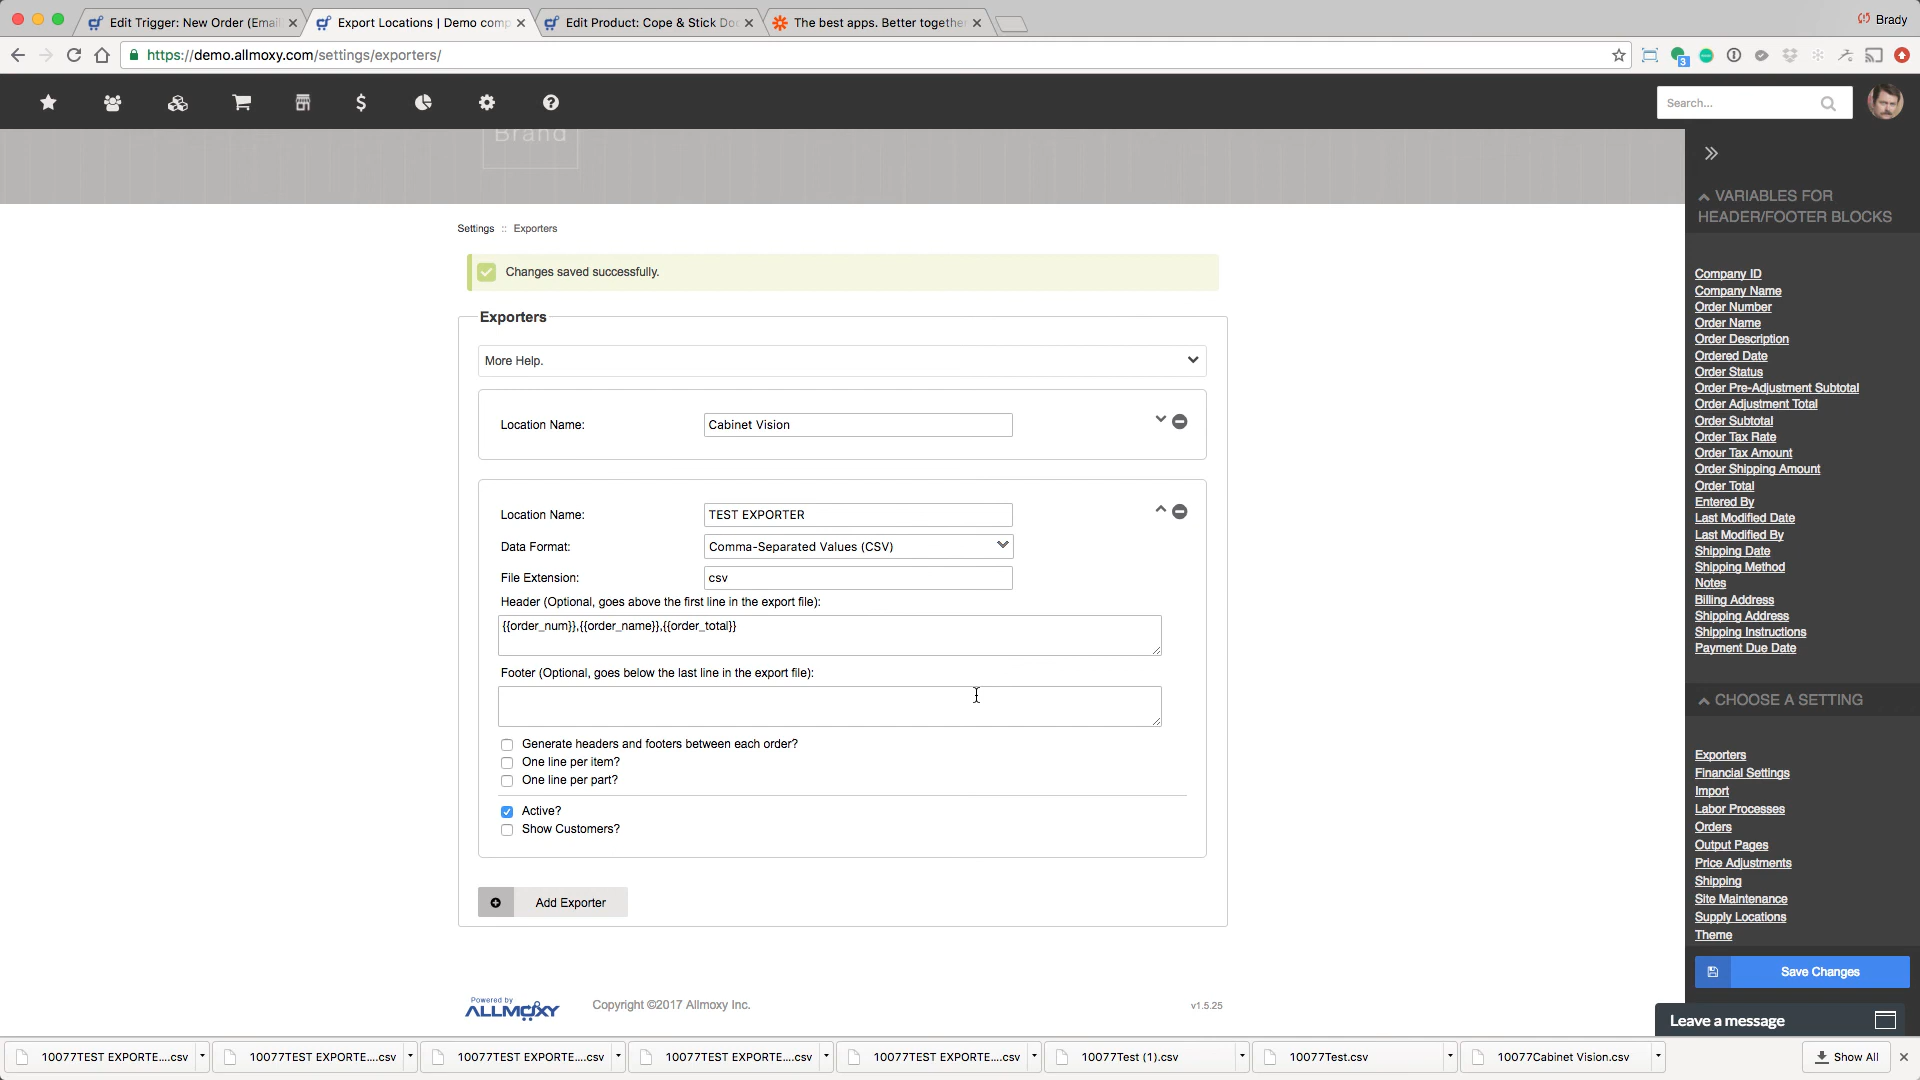 Edit Trigger: New Order (Email
Export Locations | Demo comp
Edit Product: Cope & Stick Doo
The best apps. Better together
Brady
https://demo.allmoxy.com/settings/exporters/
3
Search...
Brand
Settings :: Exporters
Changes saved successfully.
Exporters
More Help.
Location Name:
Cabinet Vision
Location Name:
TEST EXPORTER
Data Format:
Comma-Separated Values (CSV)
File Extension:
csv
Header (Optional, goes above the first line in the export file):
{{order_num}},{{order_name}},{{order_total}}
Footer (Optional, goes below the last line in the export file):
Generate headers and footers between each order?
One line per item?
One line per part?
Active?
Show Customers?
Add Exporter
Powered by
ALLMOXY
Copyright ©2017 Allmoxy Inc.
v1.5.25
VARIABLES FOR
HEADER/FOOTER BLOCKS
Company ID
Company Name
Order Number
Order Name
Order Description
Ordered Date
Order Status
Order Pre-Adjustment Subtotal
Order Adjustment Total
Order Subtotal
Order Tax Rate
Order Tax Amount
Order Shipping Amount
Order Total
Entered By
Last Modified Date
Last Modified By
Shipping Date
Shipping Method
Notes
Billing Address
Shipping Address
Shipping Instructions
Payment Due Date
CHOOSE A SETTING
Exporters
Financial Settings
Import
Labor Processes
Orders
Output Pages
Price Adjustments
Shipping
Site Maintenance
Supply Locations
Theme
Save Changes
Leave a message
10077TEST EXPORTE....csv
10077TEST EXPORTE....csv
10077TEST EXPORTE....csv
10077TEST EXPORTE....csv
10077TEST EXPORTE....csv
10077Test (1).csv
10077Test.csv
10077Cabinet Vision.csv
Show All